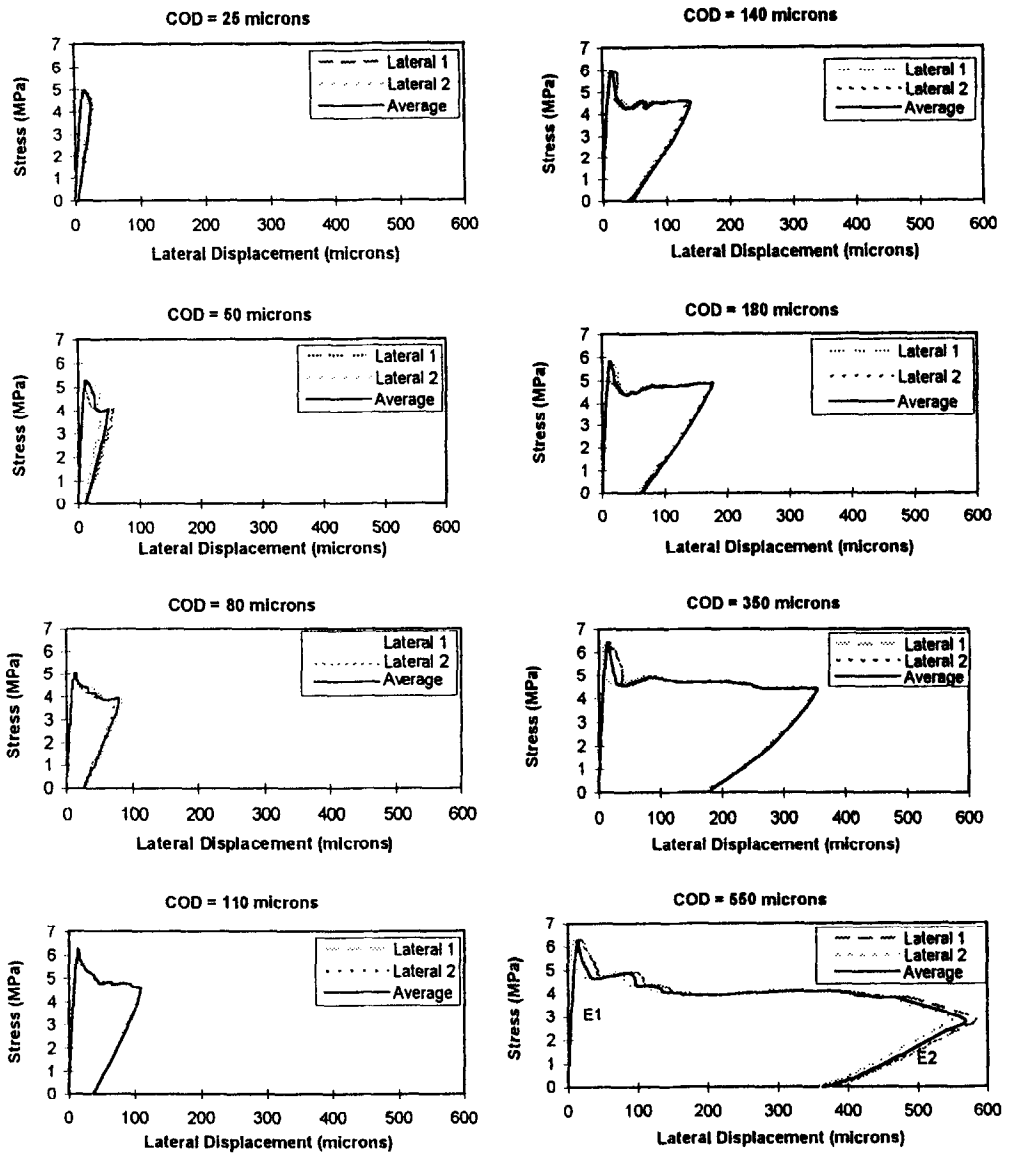 COD = 25 microns
Stress (MPa)
7
6
5
4
3
2
1
0
Lateral 1
Lateral 2
Average
0 100 200 300 400 500 600
Lateral Displacement (microns)
COD = 50 microns
Stress (MPa)
7
6
5
4
3
2
1
0
Lateral 1
Lateral 2
Average
0 100 200 300 400 500 600
Lateral Displacement (microns)
COD = 80 microns
Stress (MPa)
7
6
5
4
3
2
1
0
Lateral 1
Lateral 2
Average
0 100 200 300 400 500 600
Lateral Displacement (microns)
COD = 110 microns
Stress (MPa)
7
6
5
4
3
2
1
0
Lateral 1
Lateral 2
Average
0 100 200 300 400 500 600
Lateral Displacement (microns)
COD = 140 microns
Stress (MPa)
7
6
5
4
3
2
1
0
Lateral 1
Lateral 2
Average
0 100 200 300 400 500 600
Lateral Displacement (microns)
COD = 180 microns
Stress (MPa)
7
6
5
4
3
2
1
0
Lateral 1
Lateral 2
Average
0 100 200 300 400 500 600
Lateral Displacement (microns)
COD = 350 microns
Stress (MPa)
7
6
5
4
3
2
1
0
Lateral 1
Lateral 2
Average
0 100 200 300 400 500 600
Lateral Displacement (microns)
COD = 550 microns
Stress (MPa)
7
6
5
4
3
2
1
0
Lateral 1
Lateral 2
Average
E1
E2
0 100 200 300 400 500 600
Lateral Displacement (microns)